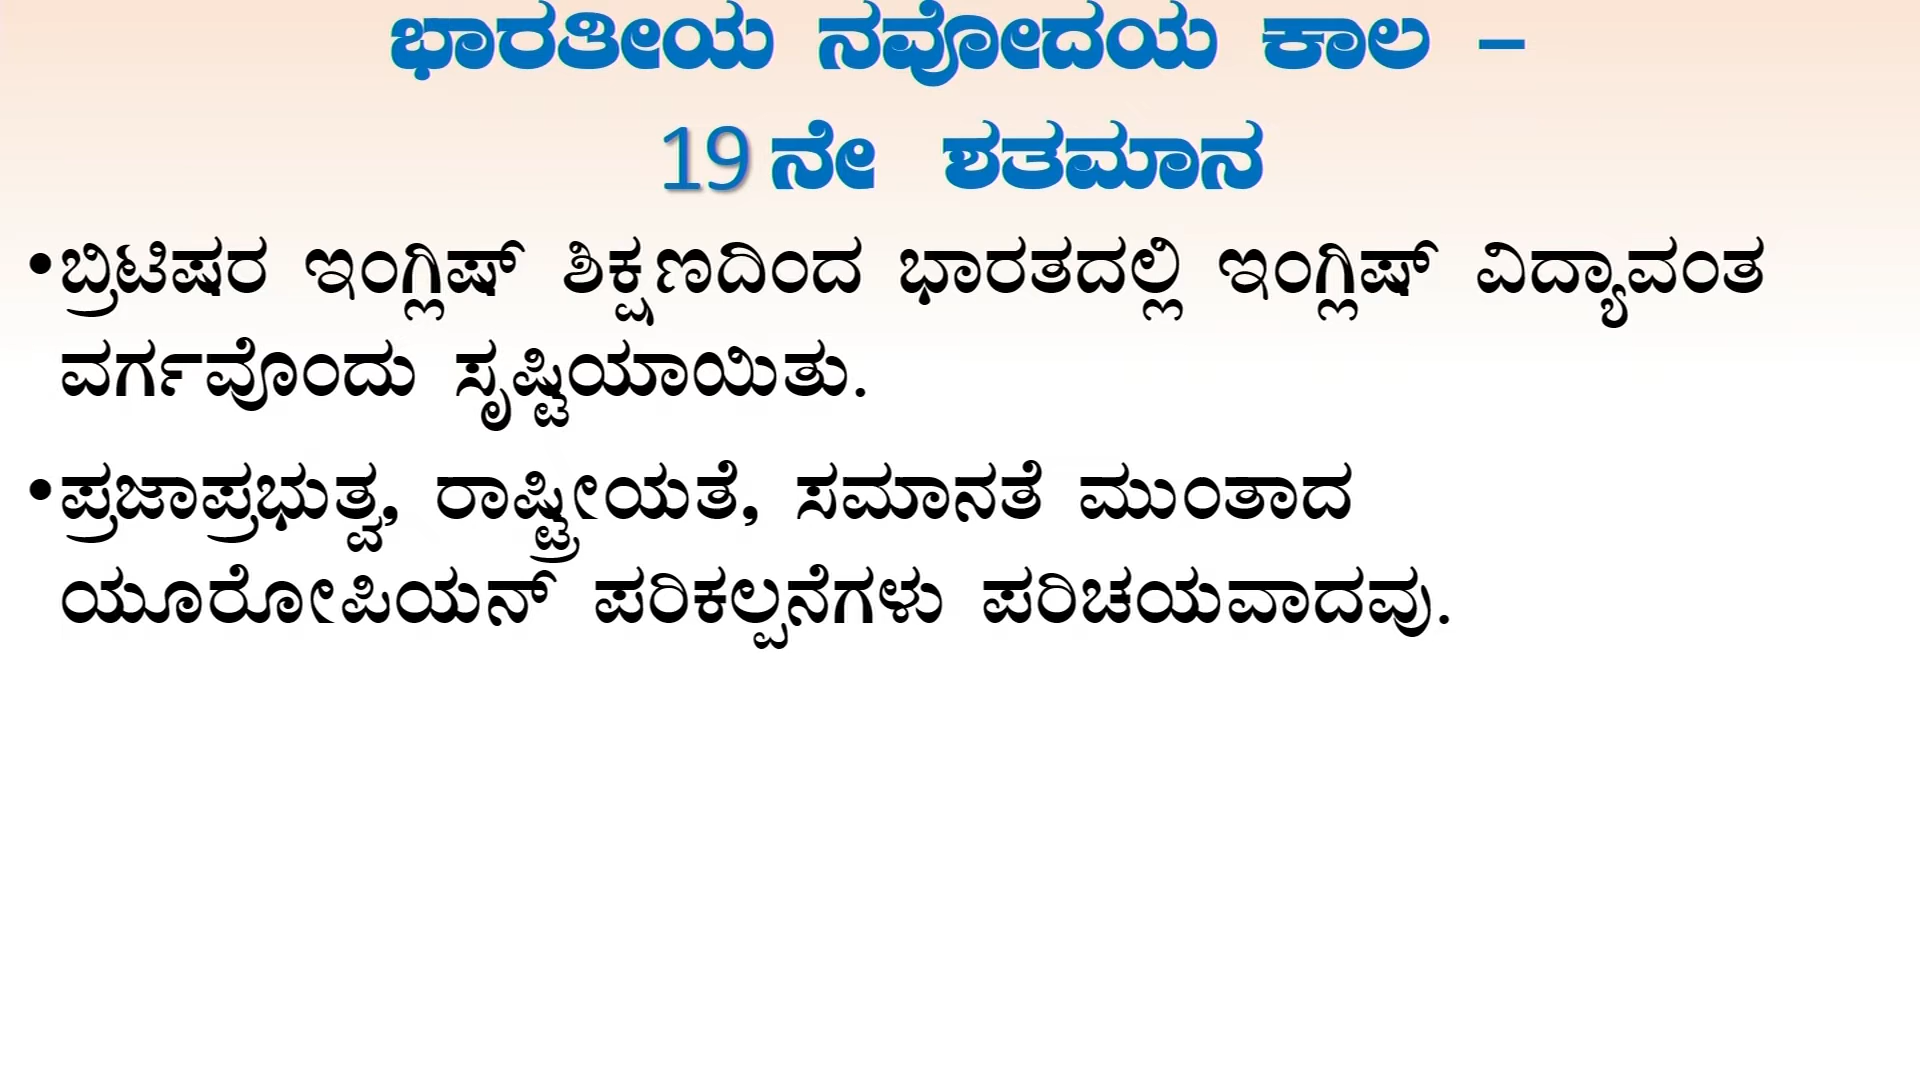 ಭಾರತೀಯ ನವೋದಯ ಕಾಲ –
19ನೇ ಶತಮಾನ
•ಬ್ರಿಟಿಷರ ಇಂಗ್ಲಿಷ್ ಶಿಕ್ಷಣದಿಂದ ಭಾರತದಲ್ಲಿ ಇಂಗ್ಲಿಷ್ ವಿದ್ಯಾವಂತ
ವರ್ಗವೊಂದು ಸೃಷ್ಟಿಯಾಯಿತು.
•ಪ್ರಜಾಪ್ರಭುತ್ವ, ರಾಷ್ಟ್ರೀಯತೆ, ಸಮಾನತೆ ಮುಂತಾದ
ಯೂರೋಪಿಯನ್ ಪರಿಕಲ್ಪನೆಗಳು ಪರಿಚಯವಾದವು.